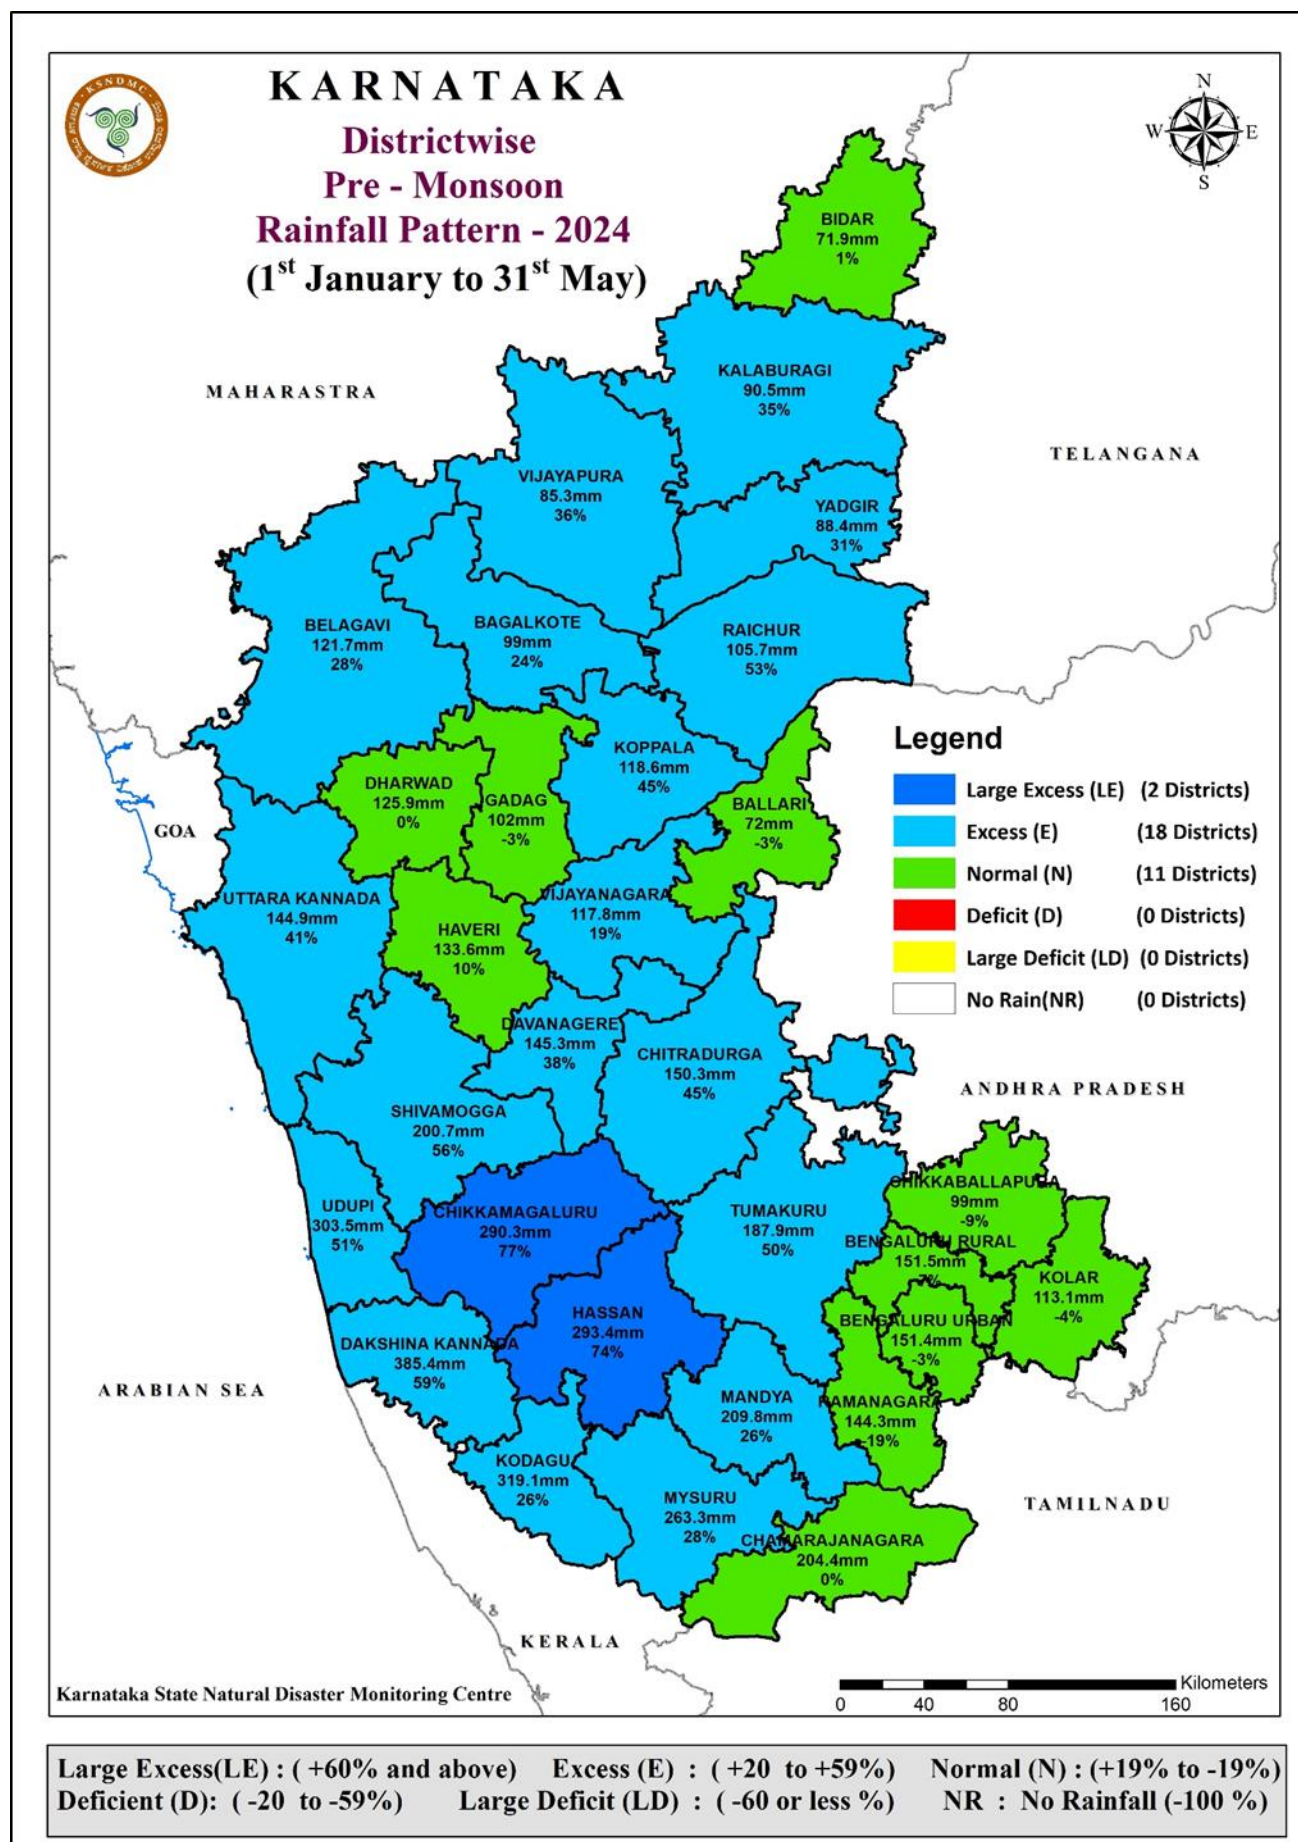 KSNDMC
KARNATAKA
Districtwise
Pre - Monsoon
Rainfall Pattern - 2024
(1st January to 31st May)
N
W E
S
BIDAR
71.9mm
1%
KALABURAGI
90.5mm
35%
MAHARASTRA
TELANGANA
VIJAYAPURA
85.3mm
36%
YADGIR
88.4mm
31%
BELAGAVI
121.7mm
28%
BAGALKOTE
99mm
24%
RAICHUR
105.7mm
53%
KOPPALA
118.6mm
45%
DHARWAD
125.9mm
0%
GADAG
102mm
-3%
BALLARI
72mm
-3%
GOA
Legend
Large Excess (LE) (2 Districts)
Excess (E) (18 Districts)
Normal (N) (11 Districts)
Deficit (D) (0 Districts)
Large Deficit (LD) (0 Districts)
No Rain(NR) (0 Districts)
UTTARA KANNADA
144.9mm
41%
HAVERI
133.6mm
10%
VIJAYANAGARA
117.8mm
19%
DAVANAGERE
145.3mm
38%
CHITRADURGA
150.3mm
45%
ANDHRA PRADESH
SHIVAMOGGA
200.7mm
56%
UDUPI
303.5mm
51%
CHIKKAMAGALURU
290.3mm
77%
TUMAKURU
187.9mm
50%
CHIKKABALLAPURA
99mm
-9%
BENGALURU RURAL
151.5mm
KOLAR
113.1mm
-4%
HASSAN
293.4mm
74%
BENGALURU URBAN
151.4mm
-3%
DAKSHINA KANNADA
385.4mm
59%
ARABIAN SEA
MANDYA
209.8mm
26%
RAMANAGARA
144.3mm
-19%
KODAGU
319.1mm
26%
MYSURU
263.3mm
28%
TAMILNADU
CHAMARAJANAGARA
204.4mm
0%
KERALA
Karnataka State Natural Disaster Monitoring Centre
Kilometers
0 40 80 160
Large Excess(LE) : ( +60% and above) Excess (E) : ( +20 to +59%) Normal (N) : (+19% to -19%)
Deficient (D): ( -20 to -59%) Large Deficit (LD) : ( -60 or less %) NR : No Rainfall (-100 %)